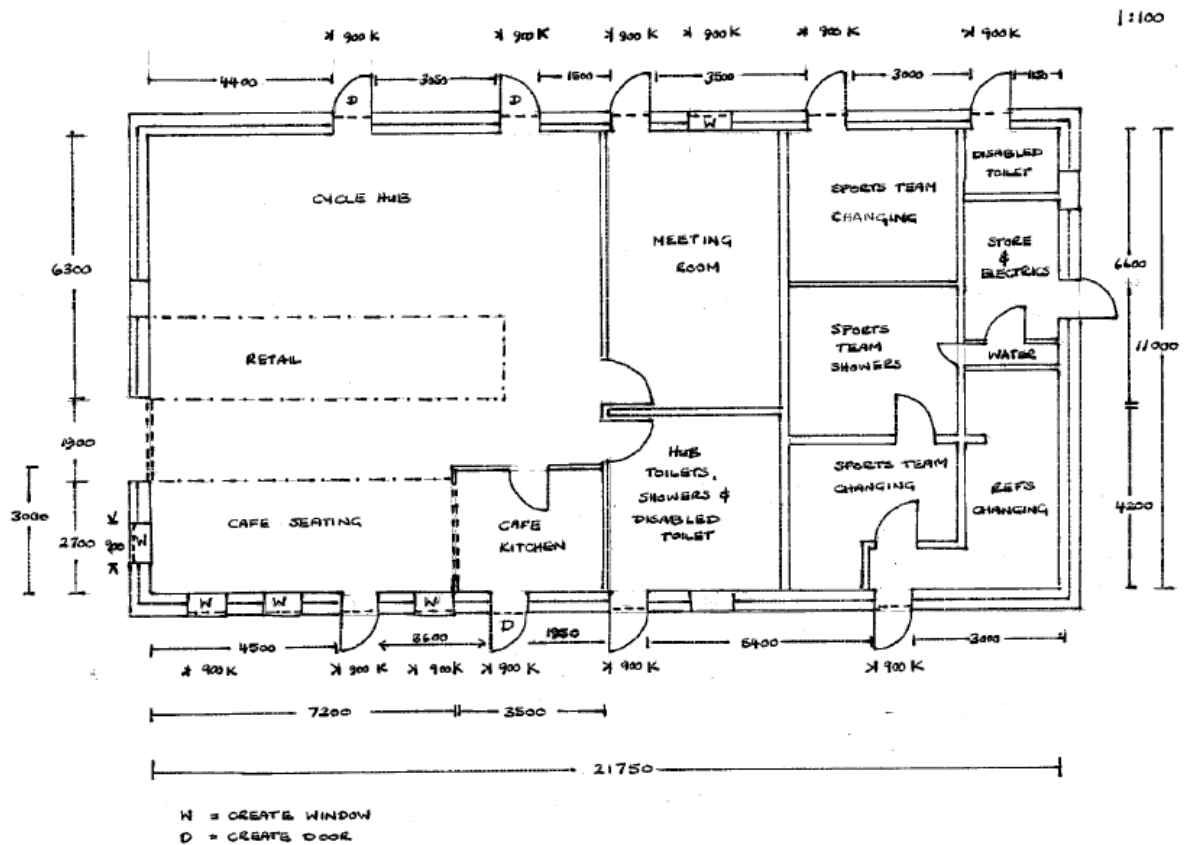 1:100
900 900 900 900 900 900
4400 3050 1500 3500 3000 1150
D D
W
DISABLED
TOILET
CYCLE HUB
SPORTS TEAM
CHANGING
MEETING
ROOM
STORE
&
ELECTRICS
6300
6600
SPORTS
TEAM
SHOWERS
RETAIL
WATER
11000
1900
HUB
TOILETS,
SHOWERS &
DISABLED
TOILET
SPORTS TEAM
CHANGING
REFS
CHANGING
3000
2700
900
W
CAFE SEATING
CAFE
KITCHEN
4200
W W W
D
4500 3600 1950 5400 3000
900 900 900 900 900 900
7200 3500
21750
W = CREATE WINDOW
D = CREATE DOOR